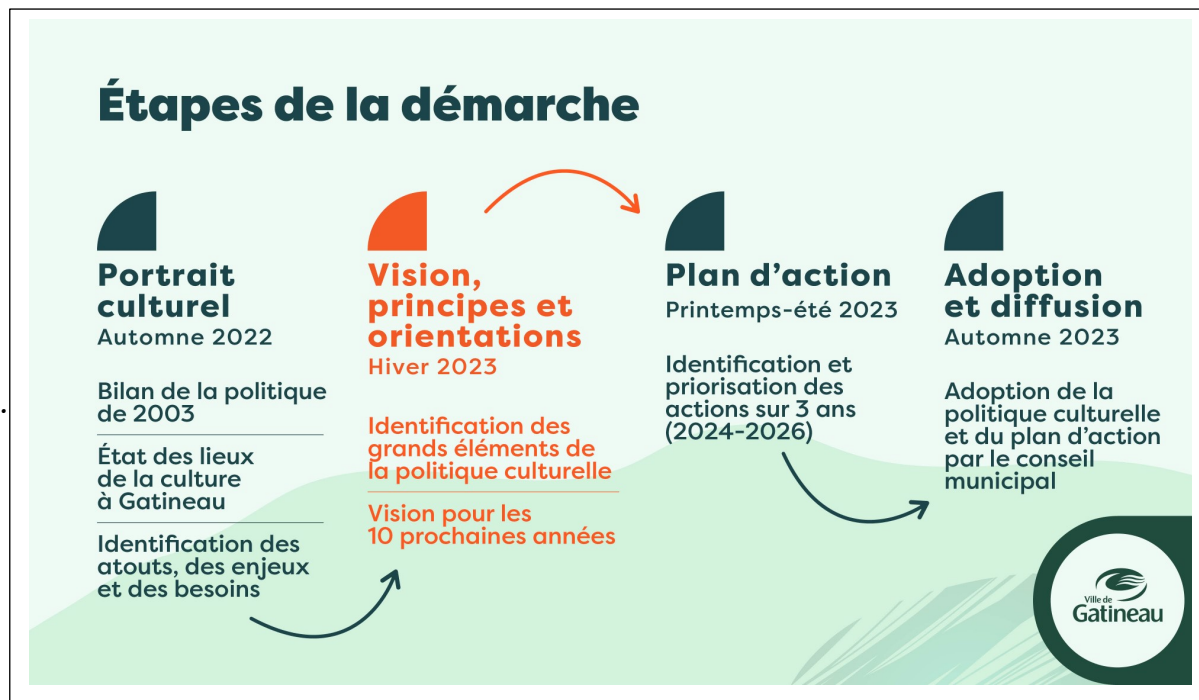 Étapes de la démarche
Portrait
culturel
Automne 2022
Bilan de la politique
de 2003
État des lieux
de la culture
à Gatineau
Identification des
atouts, des enjeux
et des besoins
Vision,
principes et
orientations
Hiver 2023
Identification des
grands éléments de
la politique culturelle
Vision pour les
10 prochaines années
Plan d’action
Printemps-été 2023
Identification et
priorisation des
actions sur 3 ans
(2024-2026)
Adoption
et diffusion
Automne 2023
Adoption de la
politique culturelle
et du plan d’action
par le conseil
municipal
Ville de
Gatineau